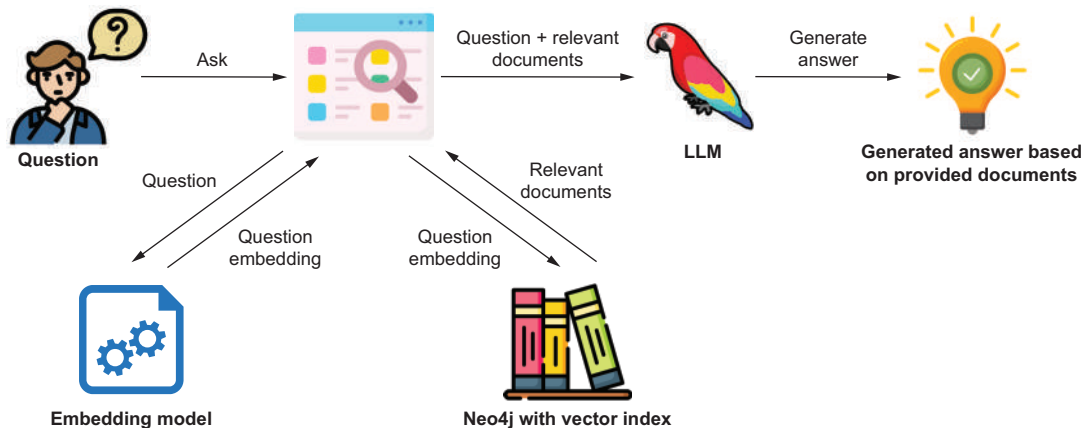 ?
Ask
Question + relevant
documents
Generate
answer
Question
LLM
Generated answer based
on provided documents
Question
Question
embedding
Relevant
documents
Question
embedding
Embedding model
Neo4j with vector index